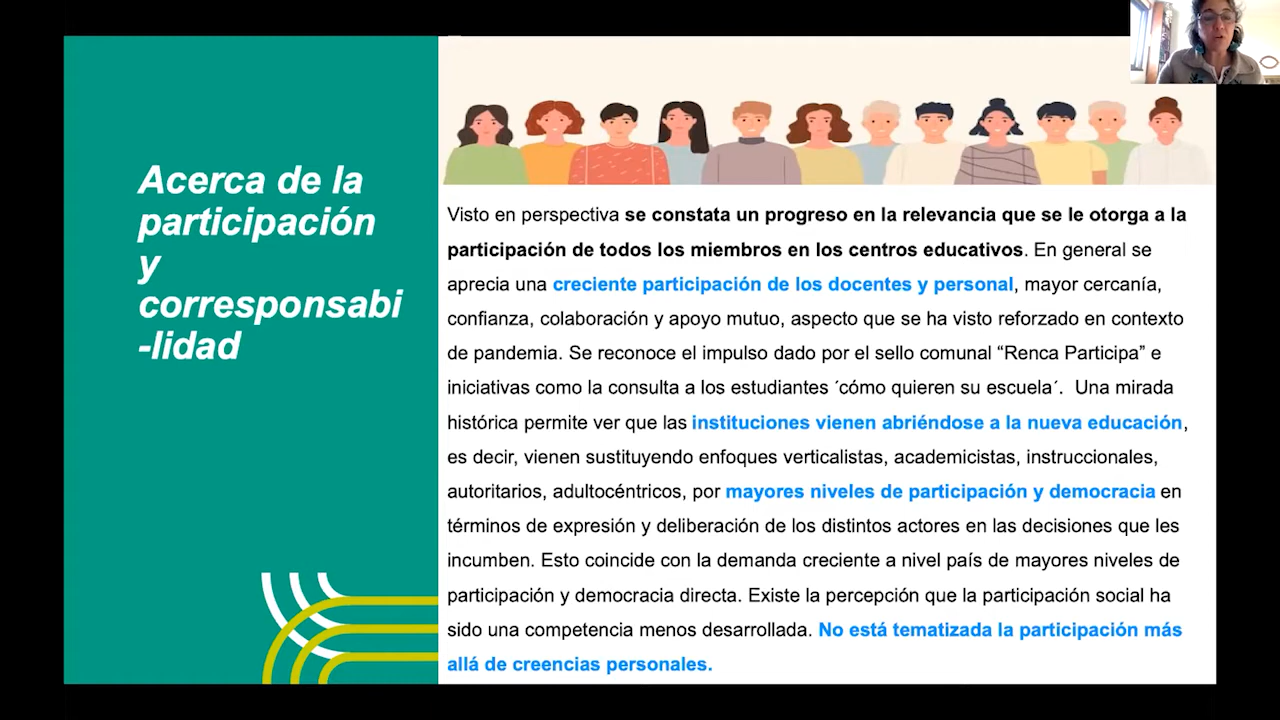 Acerca de la
participación
y
corresponsabi
-lidad
Visto en perspectiva se constata un progreso en la relevancia que se le otorga a la
participación de todos los miembros en los centros educativos. En general se
aprecia una creciente participación de los docentes y personal, mayor cercanía,
confianza, colaboración y apoyo mutuo, aspecto que se ha visto reforzado en contexto
de pandemia. Se reconoce el impulso dado por el sello comunal “Renca Participa” e
iniciativas como la consulta a los estudiantes ´cómo quieren su escuela´.  Una mirada
histórica permite ver que las instituciones vienen abriéndose a la nueva educación,
es decir, vienen sustituyendo enfoques verticalistas, academicistas, instruccionales,
autoritarios, adultocéntricos, por mayores niveles de participación y democracia en
términos de expresión y deliberación de los distintos actores en las decisiones que les
incumben. Esto coincide con la demanda creciente a nivel país de mayores niveles de
participación y democracia directa. Existe la percepción que la participación social ha
sido una competencia menos desarrollada. No está tematizada la participación más
allá de creencias personales.